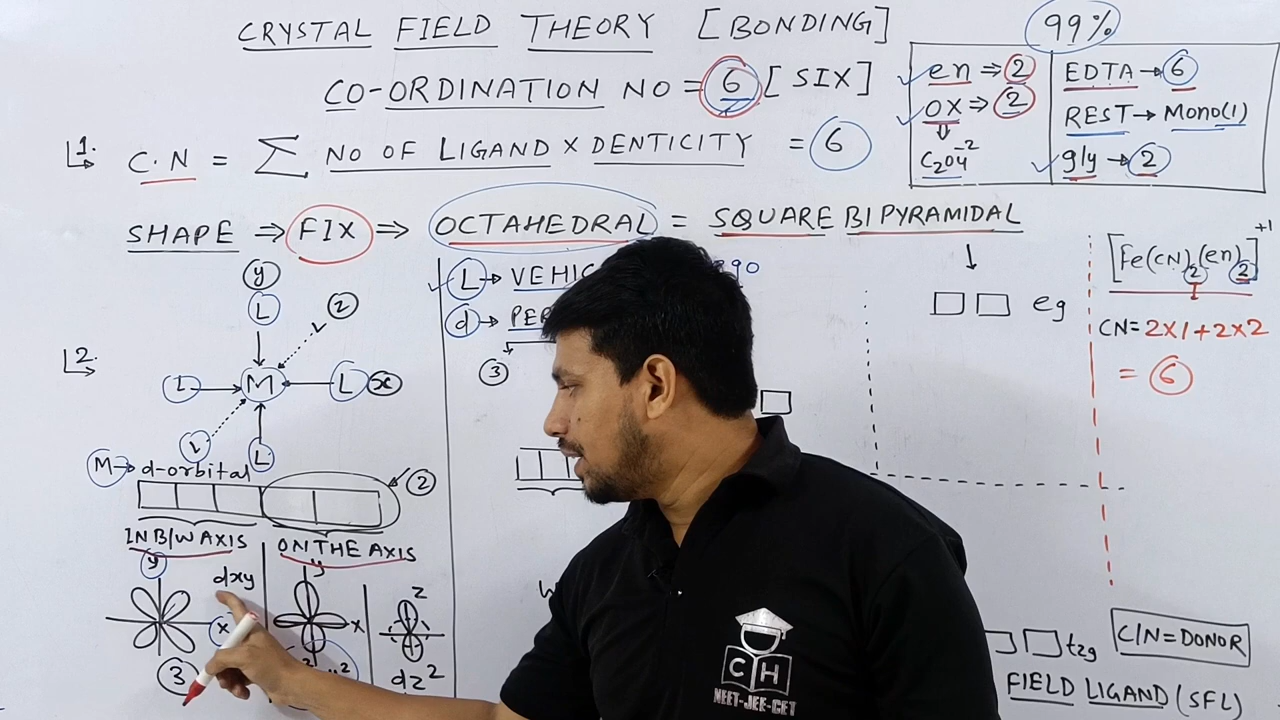 CRYSTAL FIELD THEORY [BONDING]
99%
CO-ORDINATION NO = 6 [SIX]
en ⇒ 2
OX ⇒ 2
C2O4-2
EDTA → 6
REST → Mono(1)
gly → 2
1. C.N = ∑ NO OF LIGAND × DENTICITY = 6
SHAPE ⇒ FIX ⇒ OCTAHEDRAL = SQUARE BIPYRAMIDAL
2.
y
L
L
2
L M L x
L
L
M → d-orbital
2
IN B/W AXIS
ON THE AXIS
y
dxy
x
3
y
x
z
dz2
L → VEHIC
d → PER
3
eg
[Fe(CN)2(en)2]+1
CN = 2×1+2×2
= 6
t2g
C/N = DONOR
FIELD LIGAND (SFL)
CH
NEET-JEE-CET